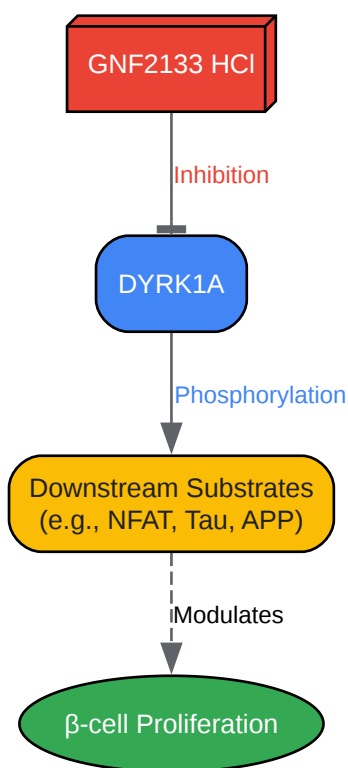 GNF2133 HCl
Inhibition
DYRK1A
Phosphorylation
Downstream Substrates
(e.g., NFAT, Tau, APP)
Modulates
β-cell Proliferation